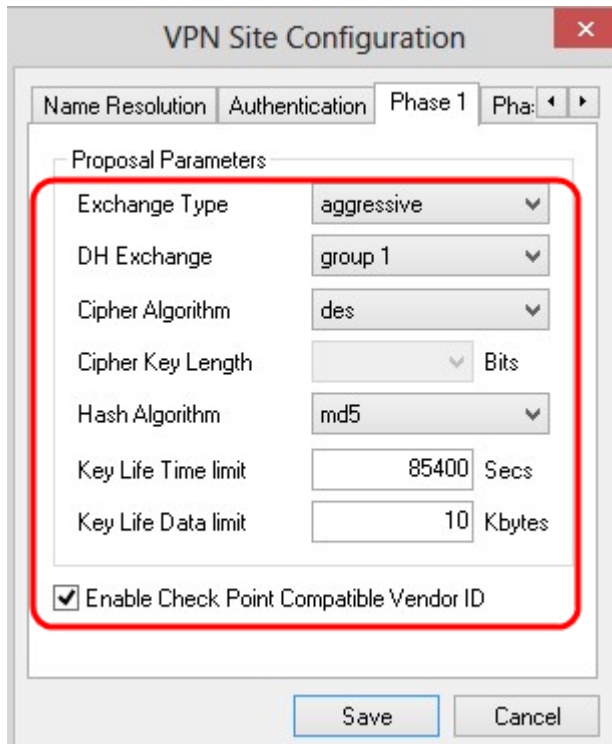 VPN Site Configuration
Name Resolution Authentication Phase 1 Pha:
Proposal Parameters
Exchange Type aggressive
DH Exchange group 1
Cipher Algorithm des
Cipher Key Length Bits
Hash Algorithm md5
Key Life Time limit 85400 Secs
Key Life Data limit 10 Kbytes
Enable Check Point Compatible Vendor ID
Save Cancel